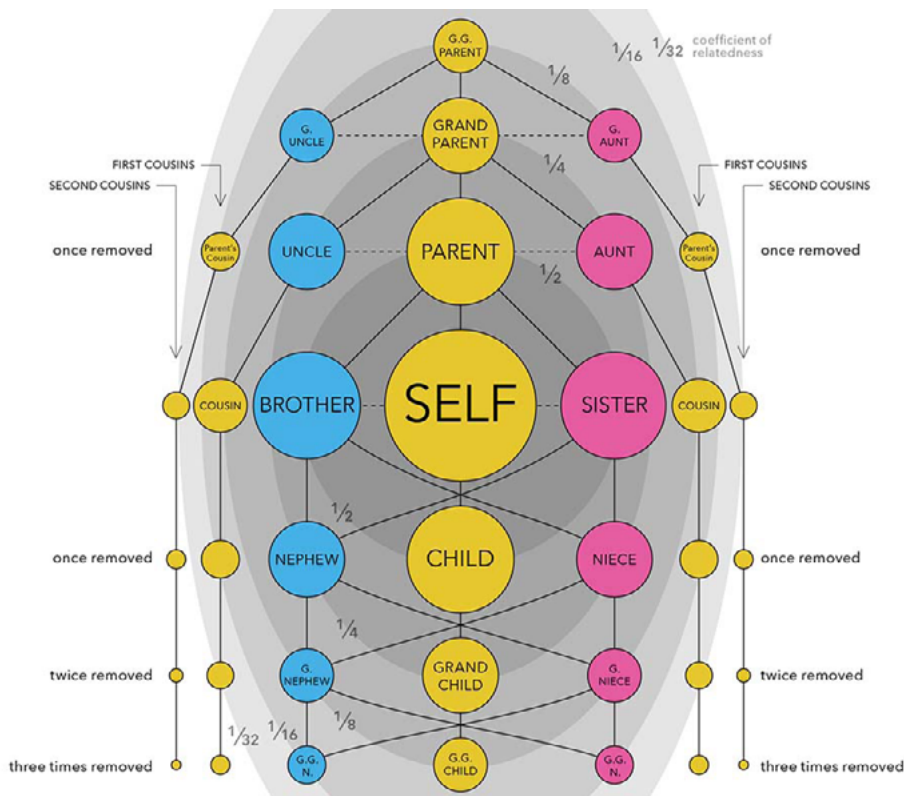 G.G.
PARENT
1/8
1/16
1/32
coefficient of
relatedness
G.
UNCLE
GRAND
PARENT
G.
AUNT
1/4
FIRST COUSINS
SECOND COUSINS
FIRST COUSINS
SECOND COUSINS
once removed
Parent's
Cousin
UNCLE
PARENT
AUNT
Parent's
Cousin
once removed
1/2
COUSIN
BROTHER
SELF
SISTER
COUSIN
1/2
once removed
NEPHEW
CHILD
NIECE
once removed
1/4
twice removed
G.
NEPHEW
GRAND
CHILD
G.
NIECE
twice removed
1/32
1/16
1/8
three times removed
G.G.
N.
G.G.
CHILD
G.G.
N.
three times removed